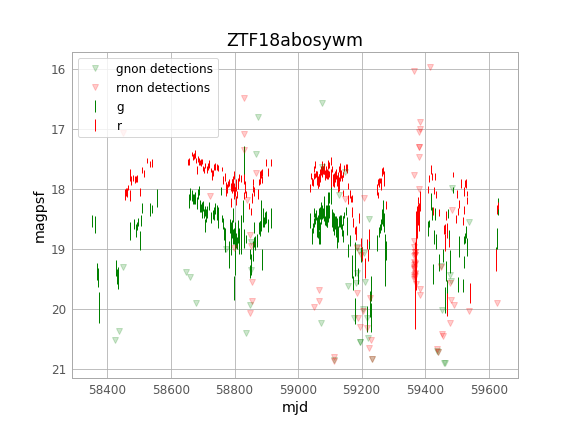 ZTF18abosywm
gnon detections
rnon detections
g
r
magpsf
16
17
18
19
20
21
58400 58600 58800 59000 59200 59400 59600
mjd